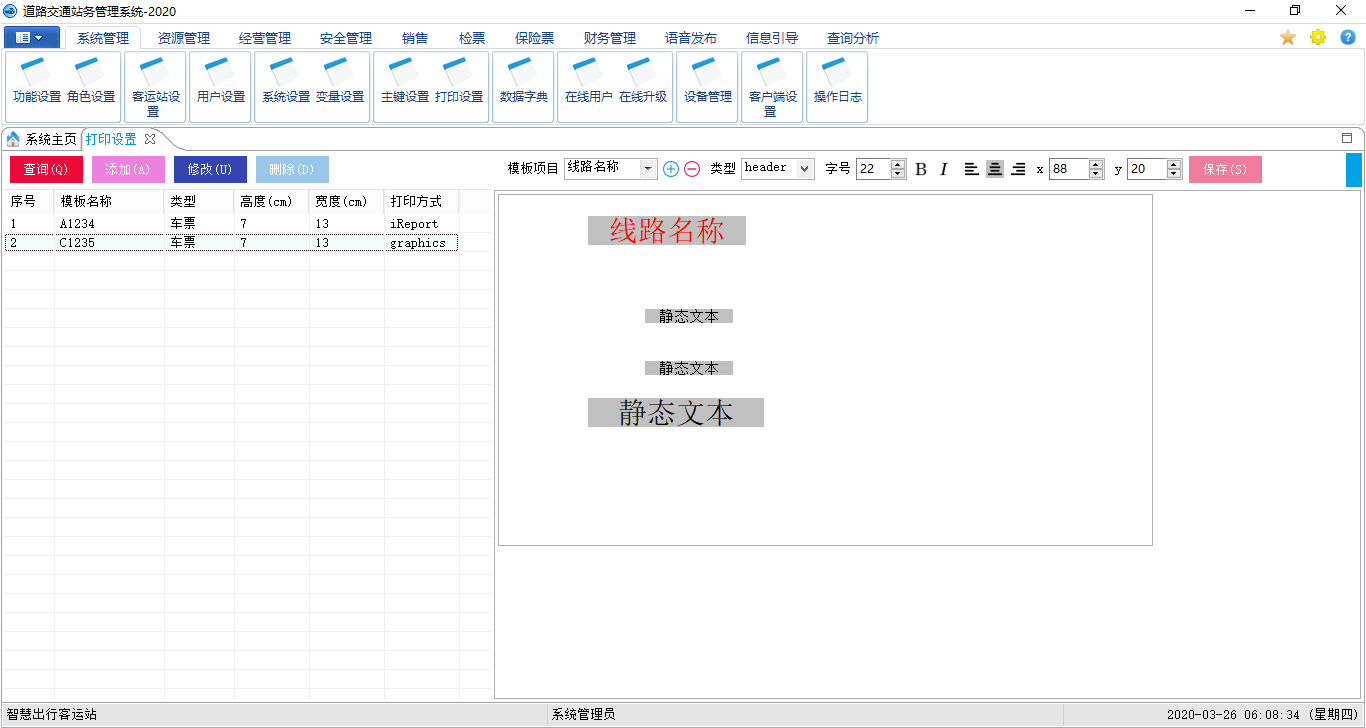 道路交通站务管理系统-2020
系统管理 资源管理 经营管理 安全管理 销售 检票 保险票 财务管理 语音发布 信息引导 查询分析
功能设置 角色设置 客运站设置 用户设置 系统设置 变量设置 主键设置 打印设置 数据字典 在线用户 在线升级 设备管理 客户端设置 操作日志
系统主页 打印设置
查询(Q) 添加(A) 修改(U) 删除(D) 模板项目 线路名称 类型 header 字号 22 B I x 88 y 20 保存(S)
序号 模板名称 类型 高度(cm) 宽度(cm) 打印方式
1 A1234 车票 7 13 iReport
2 C1235 车票 7 13 graphics
线路名称
静态文本
静态文本
静态文本
智慧出行客运站 系统管理员 2020-03-26 06:08:34 (星期四)